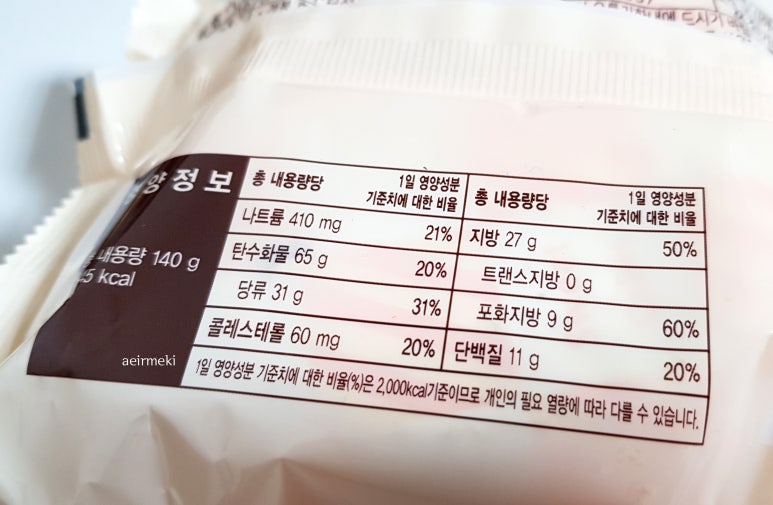 양정보
내용량 140 g
5 kcal
총 내용량당 1일 영양성분 기준치에 대한 비율
나트륨 410 mg 21%
탄수화물 65 g 20%
당류 31 g 31%
콜레스테롤 60 mg 20%
총 내용량당 1일 영양성분 기준치에 대한 비율
지방 27 g 50%
트랜스지방 0 g
포화지방 9 g 60%
단백질 11 g 20%
1일 영양성분 기준치에 대한 비율(%)은 2,000kcal기준이므로 개인의 필요 열량에 따라 다를 수 있습니다.
aeirmeki